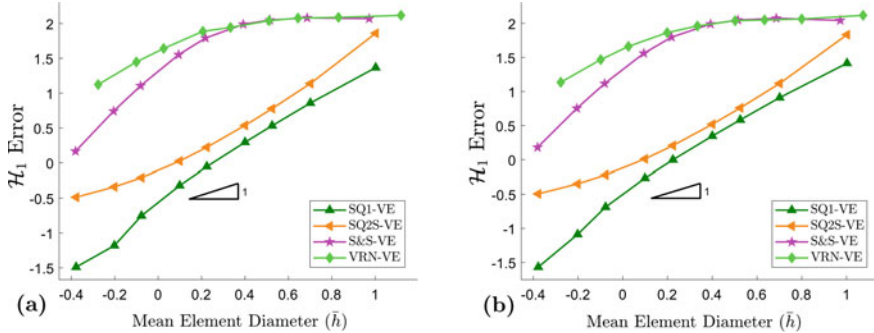 2
1.5
1
0.5
0
-0.5
-1
-1.5
ℋ₁ Error
1
SQ1-VE
SQ2S-VE
S&S-VE
VRN-VE
(a)
-0.4 -0.2 0 0.2 0.4 0.6 0.8 1
Mean Element Diameter (h̄)
2
1.5
1
0.5
0
-0.5
-1
-1.5
ℋ₁ Error
1
SQ1-VE
SQ2S-VE
S&S-VE
VRN-VE
(b)
-0.4 -0.2 0 0.2 0.4 0.6 0.8 1
Mean Element Diameter (h̄)